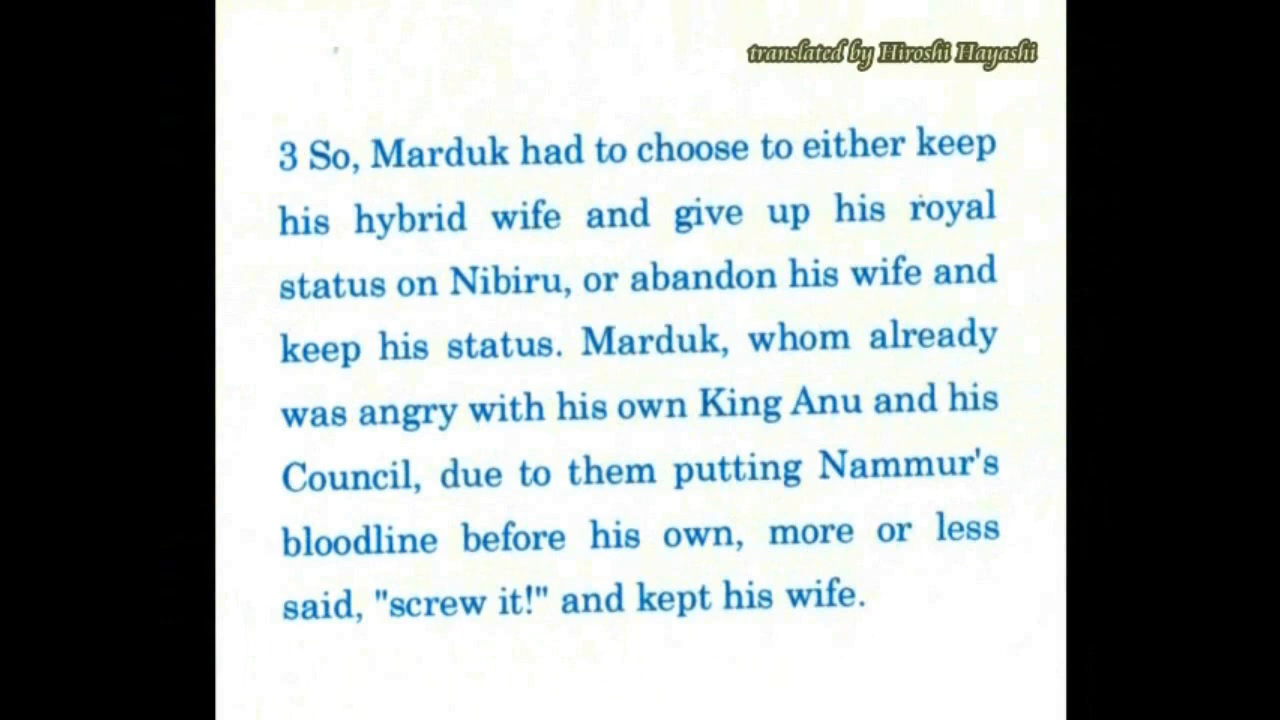 translated by Hiroshi Hayashi
3 So, Marduk had to choose to either keep
his hybrid wife and give up his royal
status on Nibiru, or abandon his wife and
keep his status. Marduk, whom already
was angry with his own King Anu and his
Council, due to them putting Nammur's
bloodline before his own, more or less
said, "screw it!" and kept his wife.